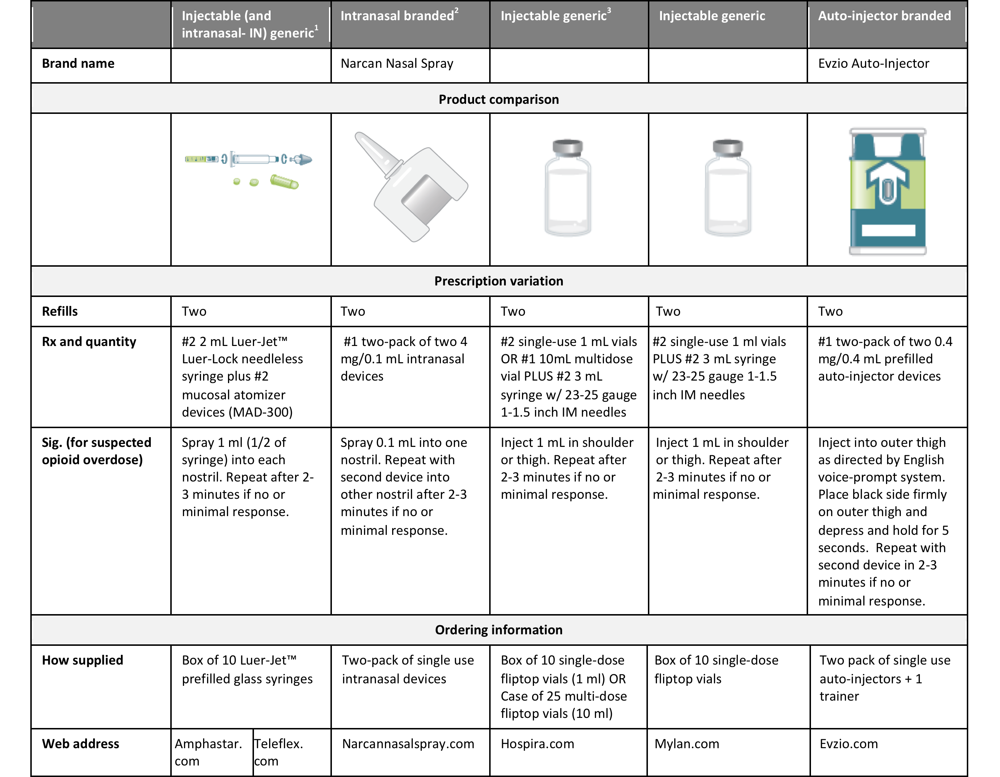 Injectable (and
intranasal- IN) generic1
Intranasal branded2
Injectable generic3
Injectable generic
Auto-injector branded
Brand name
Narcan Nasal Spray
Evzio Auto-Injector
Product comparison
Prescription variation
Refills
Two
Two
Two
Two
Two
Rx and quantity
#2 2 mL Luer-Jet™
Luer-Lock needleless
syringe plus #2
mucosal atomizer
devices (MAD-300)
#1 two-pack of two 4
mg/0.1 mL intranasal
devices
#2 single-use 1 mL vials
OR #1 10mL multidose
vial PLUS #2 3 mL
syringe w/ 23-25 gauge
1-1.5 inch IM needles
#2 single-use 1 ml vials
PLUS #2 3 mL syringe
w/ 23-25 gauge 1-1.5
inch IM needles
#1 two-pack of two 0.4
mg/0.4 mL prefilled
auto-injector devices
Sig. (for suspected
opioid overdose)
Spray 1 ml (1/2 of
syringe) into each
nostril. Repeat after 2-
3 minutes if no or
minimal response.
Spray 0.1 mL into one
nostril. Repeat with
second device into
other nostril after 2-3
minutes if no or
minimal response.
Inject 1 mL in shoulder
or thigh. Repeat after
2-3 minutes if no or
minimal response.
Inject 1 mL in shoulder
or thigh. Repeat after
2-3 minutes if no or
minimal response.
Inject into outer thigh
as directed by English
voice-prompt system.
Place black side firmly
on outer thigh and
depress and hold for 5
seconds.  Repeat with
second device in 2-3
minutes if no or
minimal response.
Ordering information
How supplied
Box of 10 Luer-Jet™
prefilled glass syringes
Two-pack of single use
intranasal devices
Box of 10 single-dose
fliptop vials (1 ml) OR
Case of 25 multi-dose
fliptop vials (10 ml)
Box of 10 single-dose
fliptop vials
Two pack of single use
auto-injectors + 1
trainer
Web address
Amphastar.
com
Teleflex.
com
Narcannasalspray.com
Hospira.com
Mylan.com
Evzio.com